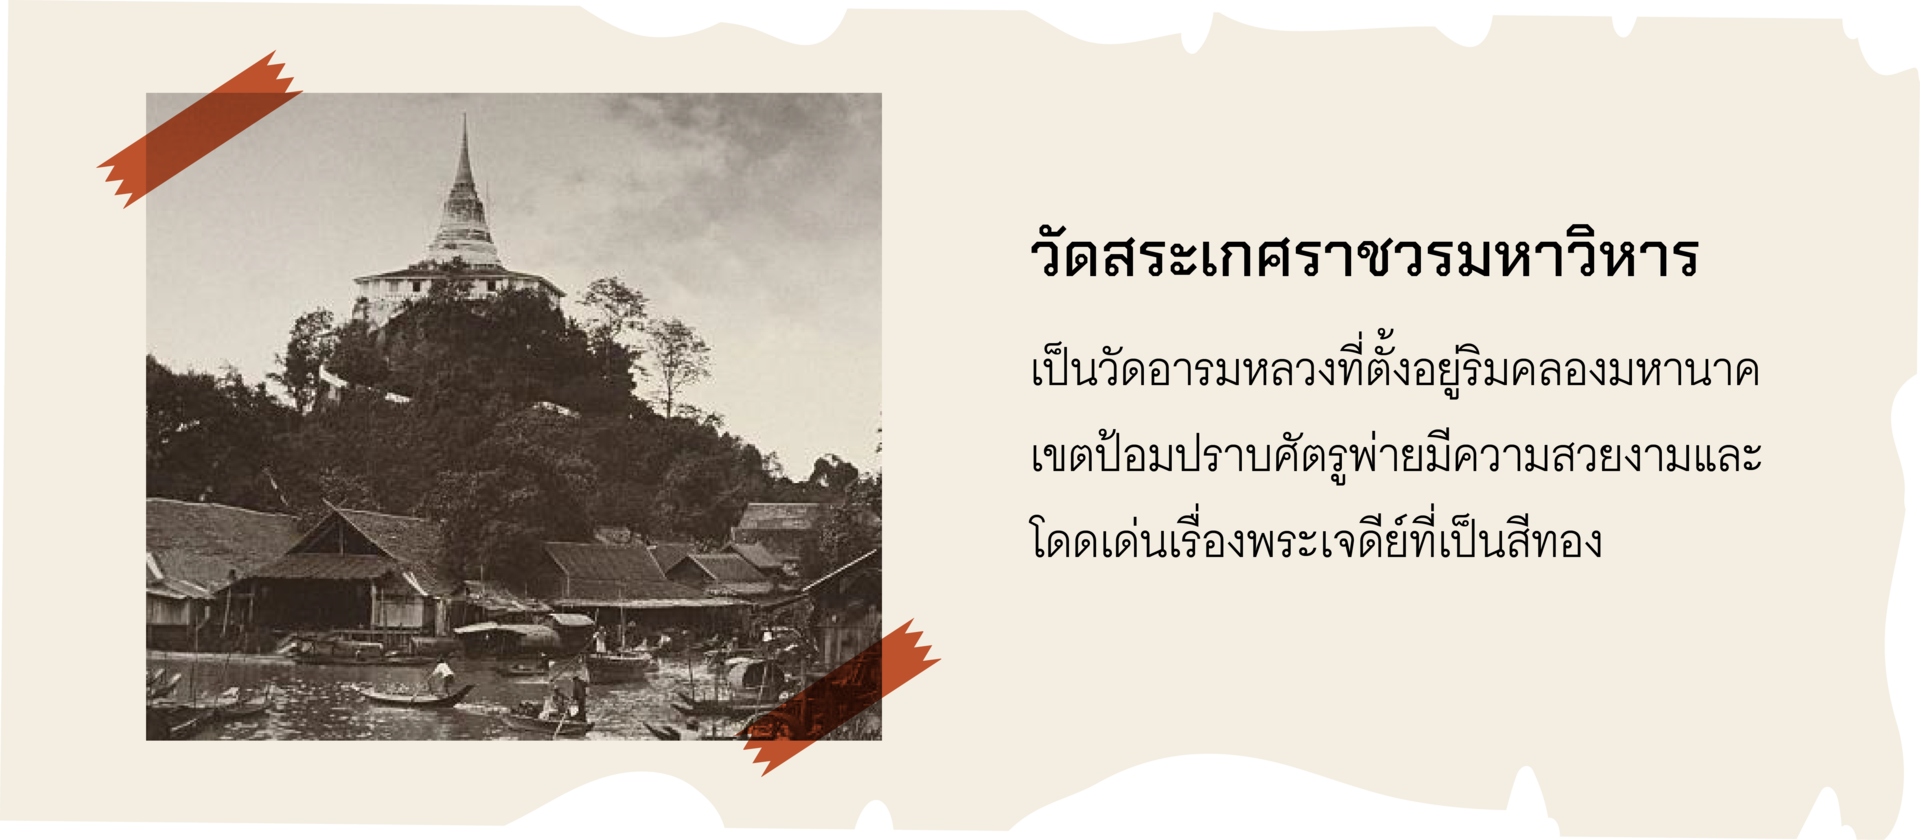 วัดสระเกศราชวรมหาวิหาร
เป็นวัดอารมหลวงที่ตั้งอยู่ริมคลองมหานาค
เขตป้อมปราบศัตรูพ่ายมีความสวยงามและ
โดดเด่นเรื่องพระเจดีย์ที่เป็นสีทอง